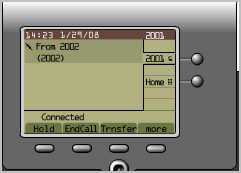 14:23 1/29/08 2001
From 2002
(2002) 2001
Home
Connected
Hold EndCall Trnsfer more